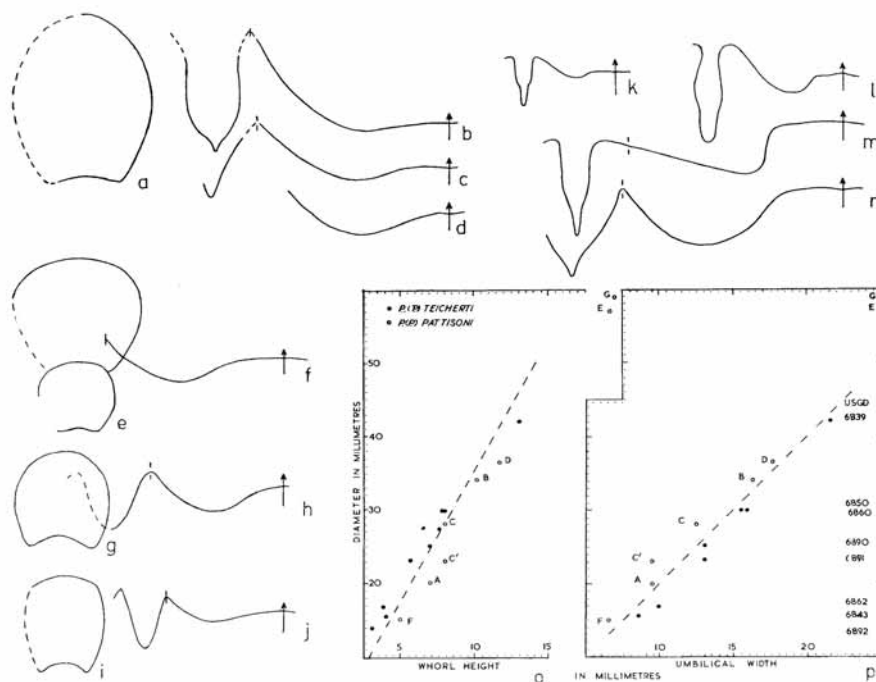 a
b
c
d
k
l
m
n
f
e
h
g
j
i
P.(P.) TEICHERTI
P.(P.) PATTISONI
G
E
D
B
C
C'
A
F
50
40
30
20
5
10
15
DIAMETER IN MILLIMETRES
WHORL HEIGHT
o
G
E
USGD
6839
D
B
C
6850
6860
6890
6891
C'
A
6862
6843
F
6892
10
15
20
UMBILICAL WIDTH
IN MILLIMETRES
p